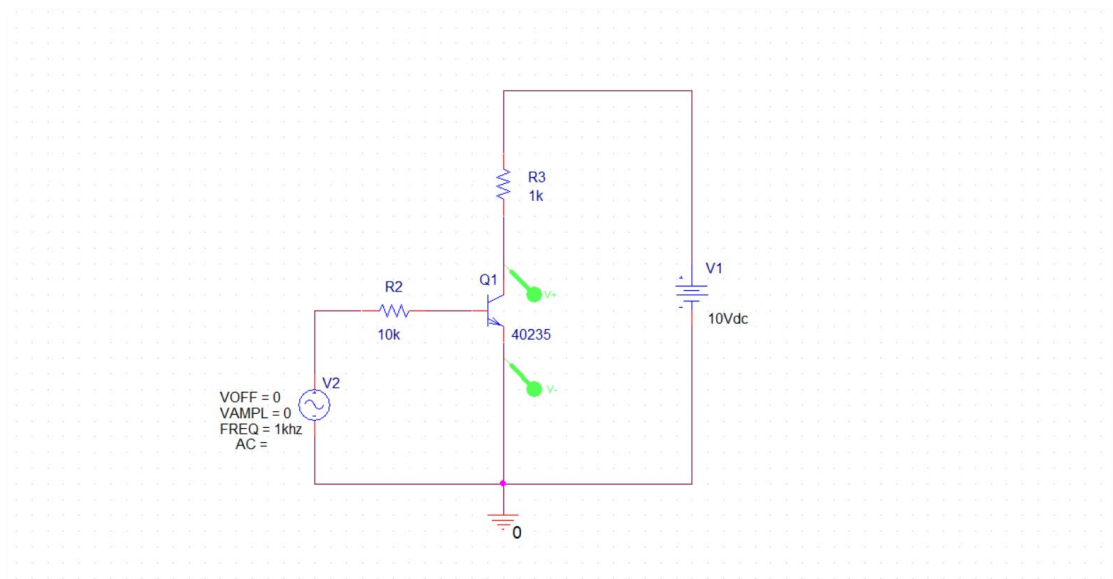 R3
1k
V+
Q1
R2
10k
40235
V-
V1
10Vdc
V2
VOFF = 0
VAMPL = 0
FREQ = 1khz
AC =
0